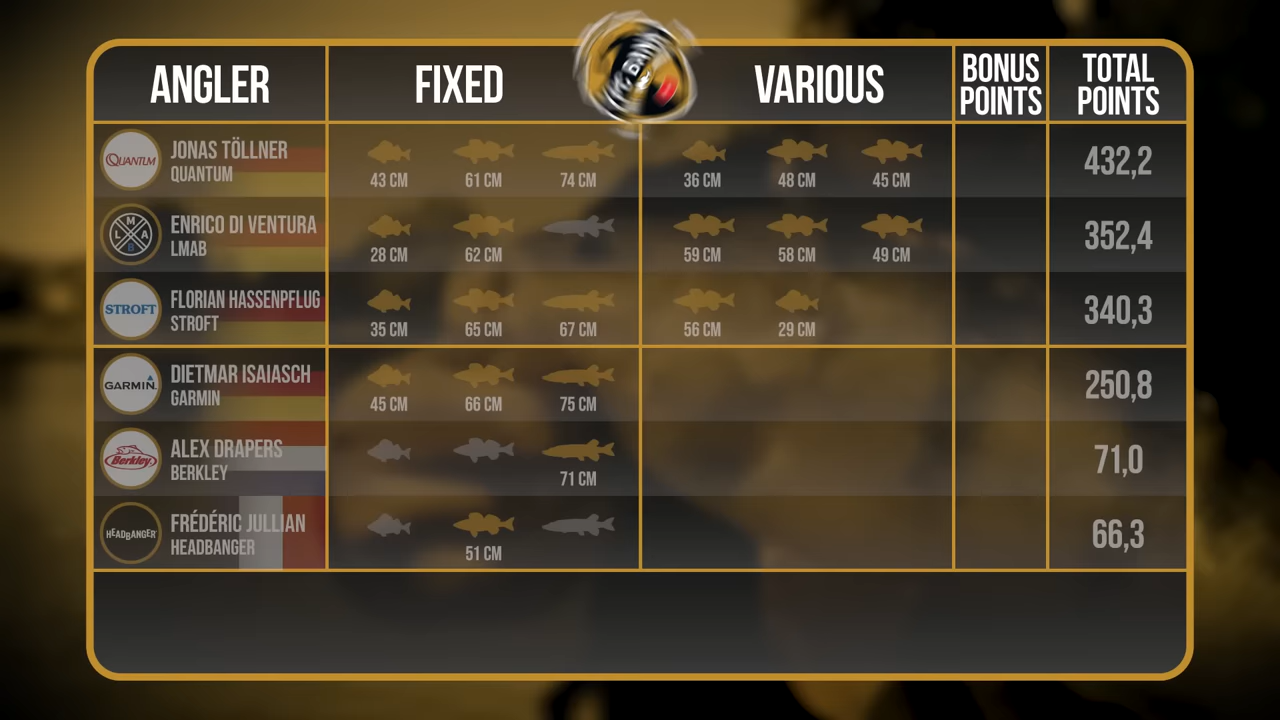 ANGLER
FIXED
VARIOUS
BONUS
POINTS
TOTAL
POINTS
QUANTUM
JONAS TÖLLNER
QUANTUM
43 CM
61 CM
74 CM
36 CM
48 CM
45 CM
432,2
L M A B
ENRICO DI VENTURA
LMAB
28 CM
62 CM
59 CM
58 CM
49 CM
352,4
STROFT
FLORIAN HASSENPFLUG
STROFT
35 CM
65 CM
67 CM
56 CM
29 CM
340,3
GARMIN
DIETMAR ISAIASCH
GARMIN
45 CM
66 CM
75 CM
250,8
Berkley
ALEX DRAPERS
BERKLEY
71 CM
71,0
HEADBANGER
FRÉDÉRIC JULLIAN
HEADBANGER
51 CM
66,3